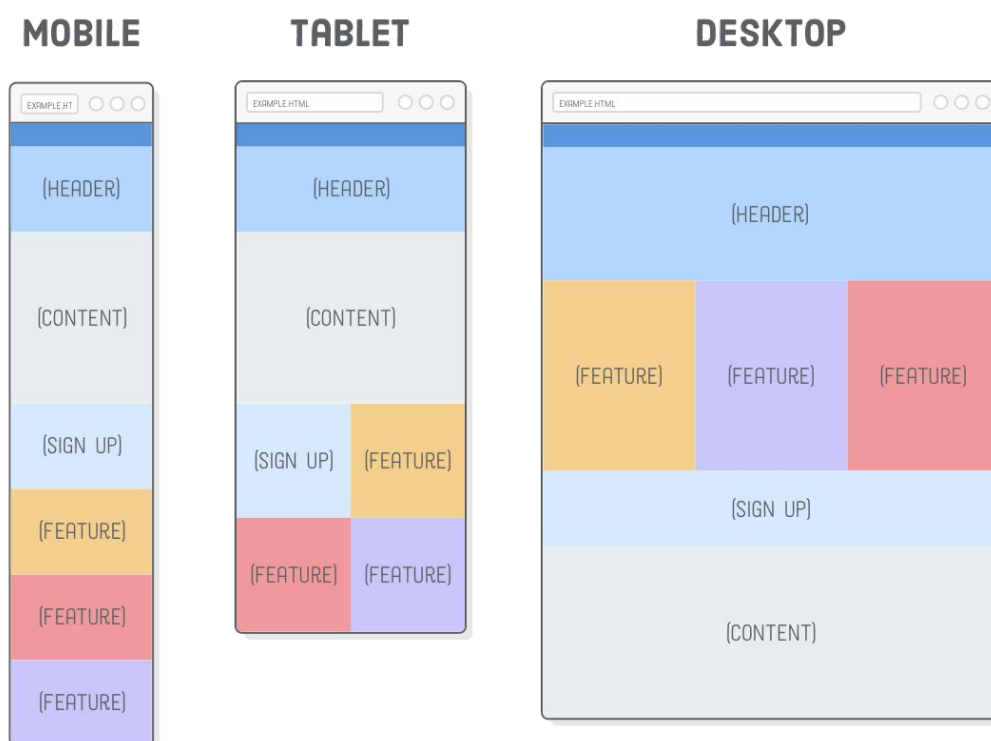 MOBILE
EXAMPLE.HT
(HEADER)
(CONTENT)
(SIGN UP)
(FEATURE)
(FEATURE)
(FEATURE)
TABLET
EXAMPLE.HTML
(HEADER)
(CONTENT)
(SIGN UP) (FEATURE)
(FEATURE) (FEATURE)
DESKTOP
EXAMPLE.HTML
(HEADER)
(FEATURE) (FEATURE) (FEATURE)
(SIGN UP)
(CONTENT)